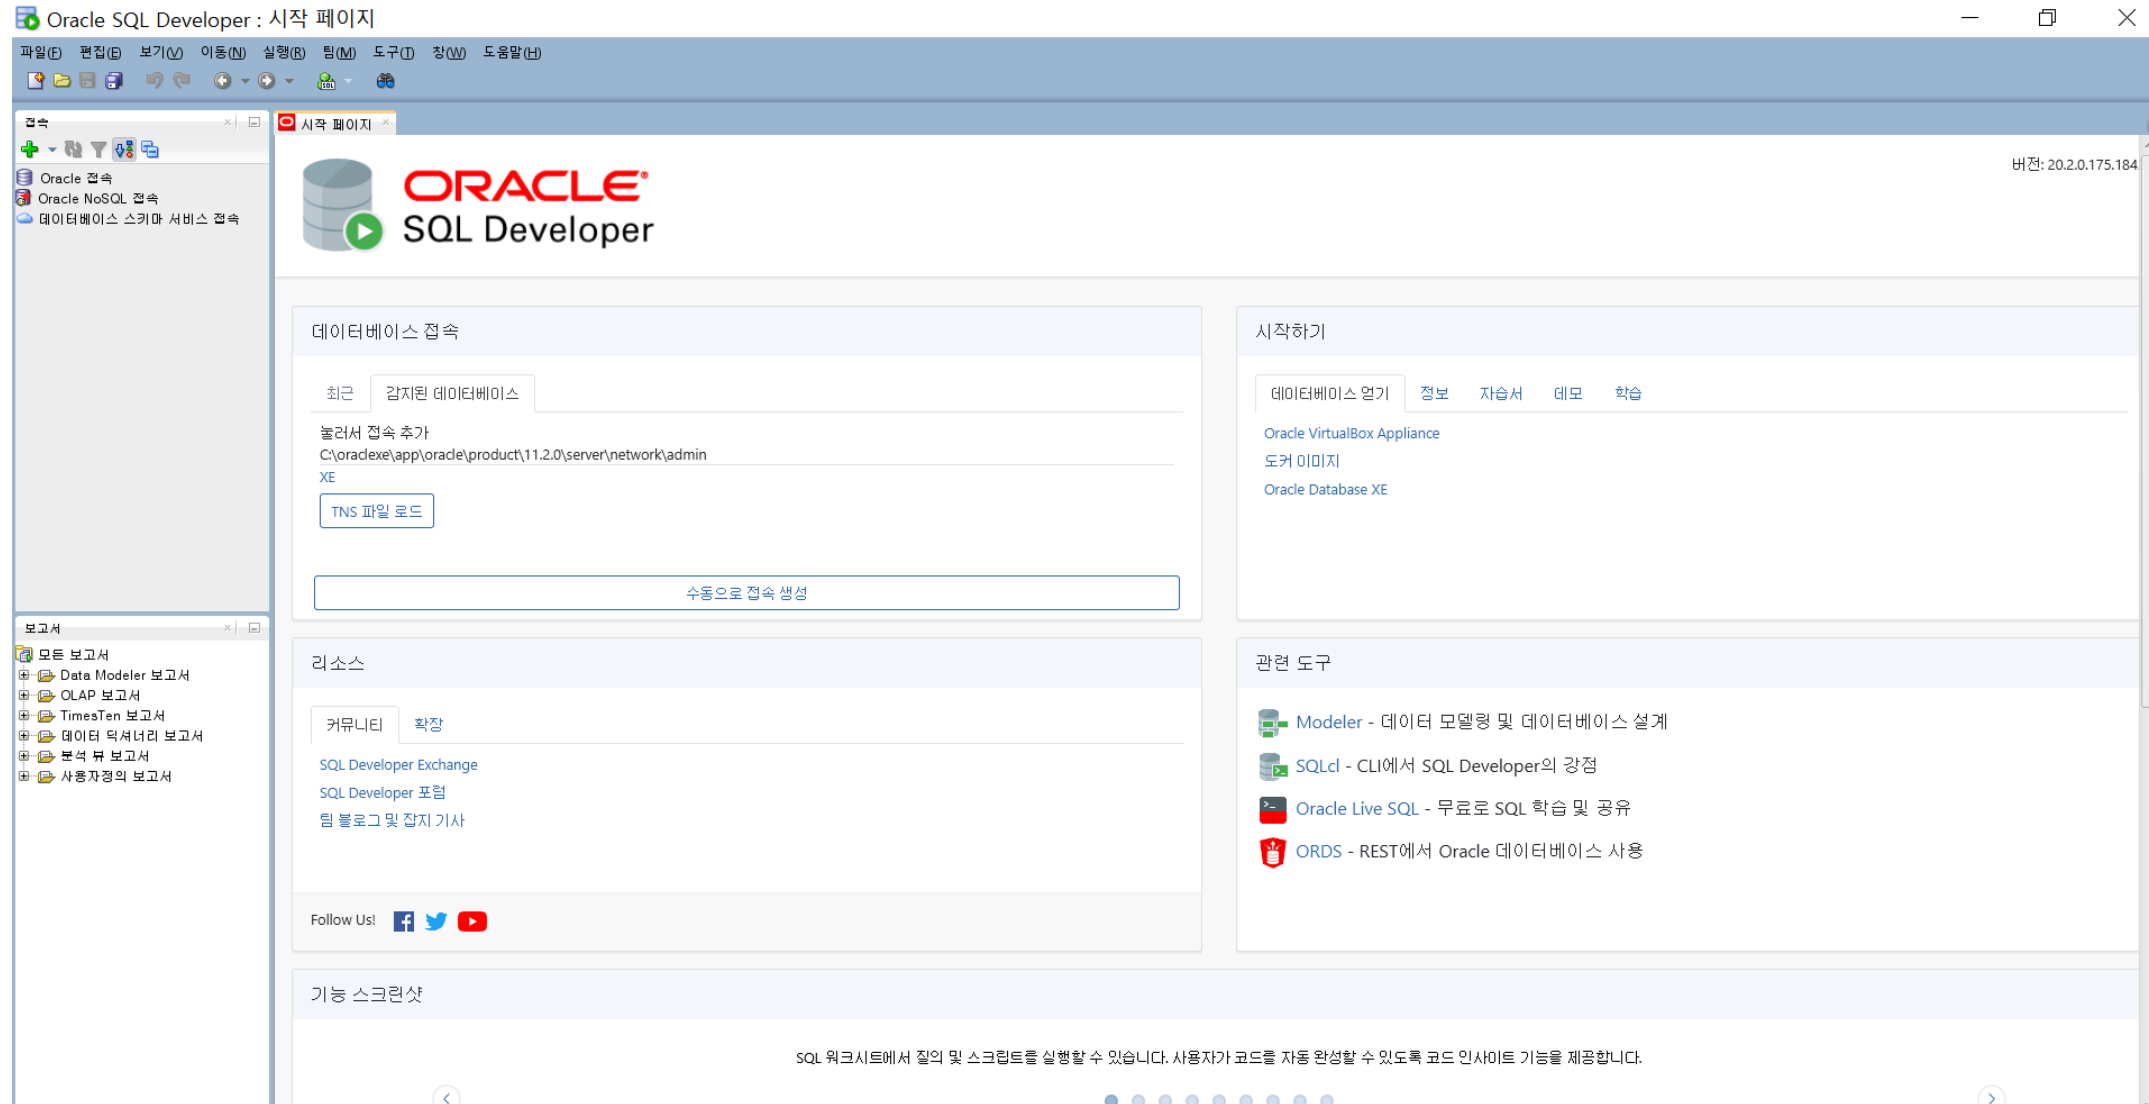 Oracle SQL Developer : 시작 페이지
파일(F) 편집(E) 보기(V) 이동(N) 실행(R) 팀(M) 도구(T) 창(W) 도움말(H)
접속
시작 페이지
Oracle 접속
Oracle NoSQL 접속
데이터베이스 스키마 서비스 접속
ORACLE
SQL Developer
버전: 20.2.0.175.184
데이터베이스 접속
최근 감지된 데이터베이스
눌러서 접속 추가
C:\oraclexe\app\oracle\product\11.2.0\server\network\admin
XE
TNS 파일 로드
수동으로 접속 생성
시작하기
데이터베이스 열기 정보 자습서 데모 학습
Oracle VirtualBox Appliance
도커 이미지
Oracle Database XE
보고서
모든 보고서
Data Modeler 보고서
OLAP 보고서
TimesTen 보고서
데이터 딕셔너리 보고서
분석 뷰 보고서
사용자정의 보고서
리소스
커뮤니티 확장
SQL Developer Exchange
SQL Developer 포럼
팀 블로그 및 잡지 기사
Follow Us!
관련 도구
Modeler - 데이터 모델링 및 데이터베이스 설계
SQLcl - CLI에서 SQL Developer의 강점
Oracle Live SQL - 무료로 SQL 학습 및 공유
ORDS - REST에서 Oracle 데이터베이스 사용
기능 스크린샷
SQL 워크시트에서 질의 및 스크립트를 실행할 수 있습니다. 사용자가 코드를 자동 완성할 수 있도록 코드 인사이트 기능을 제공합니다.